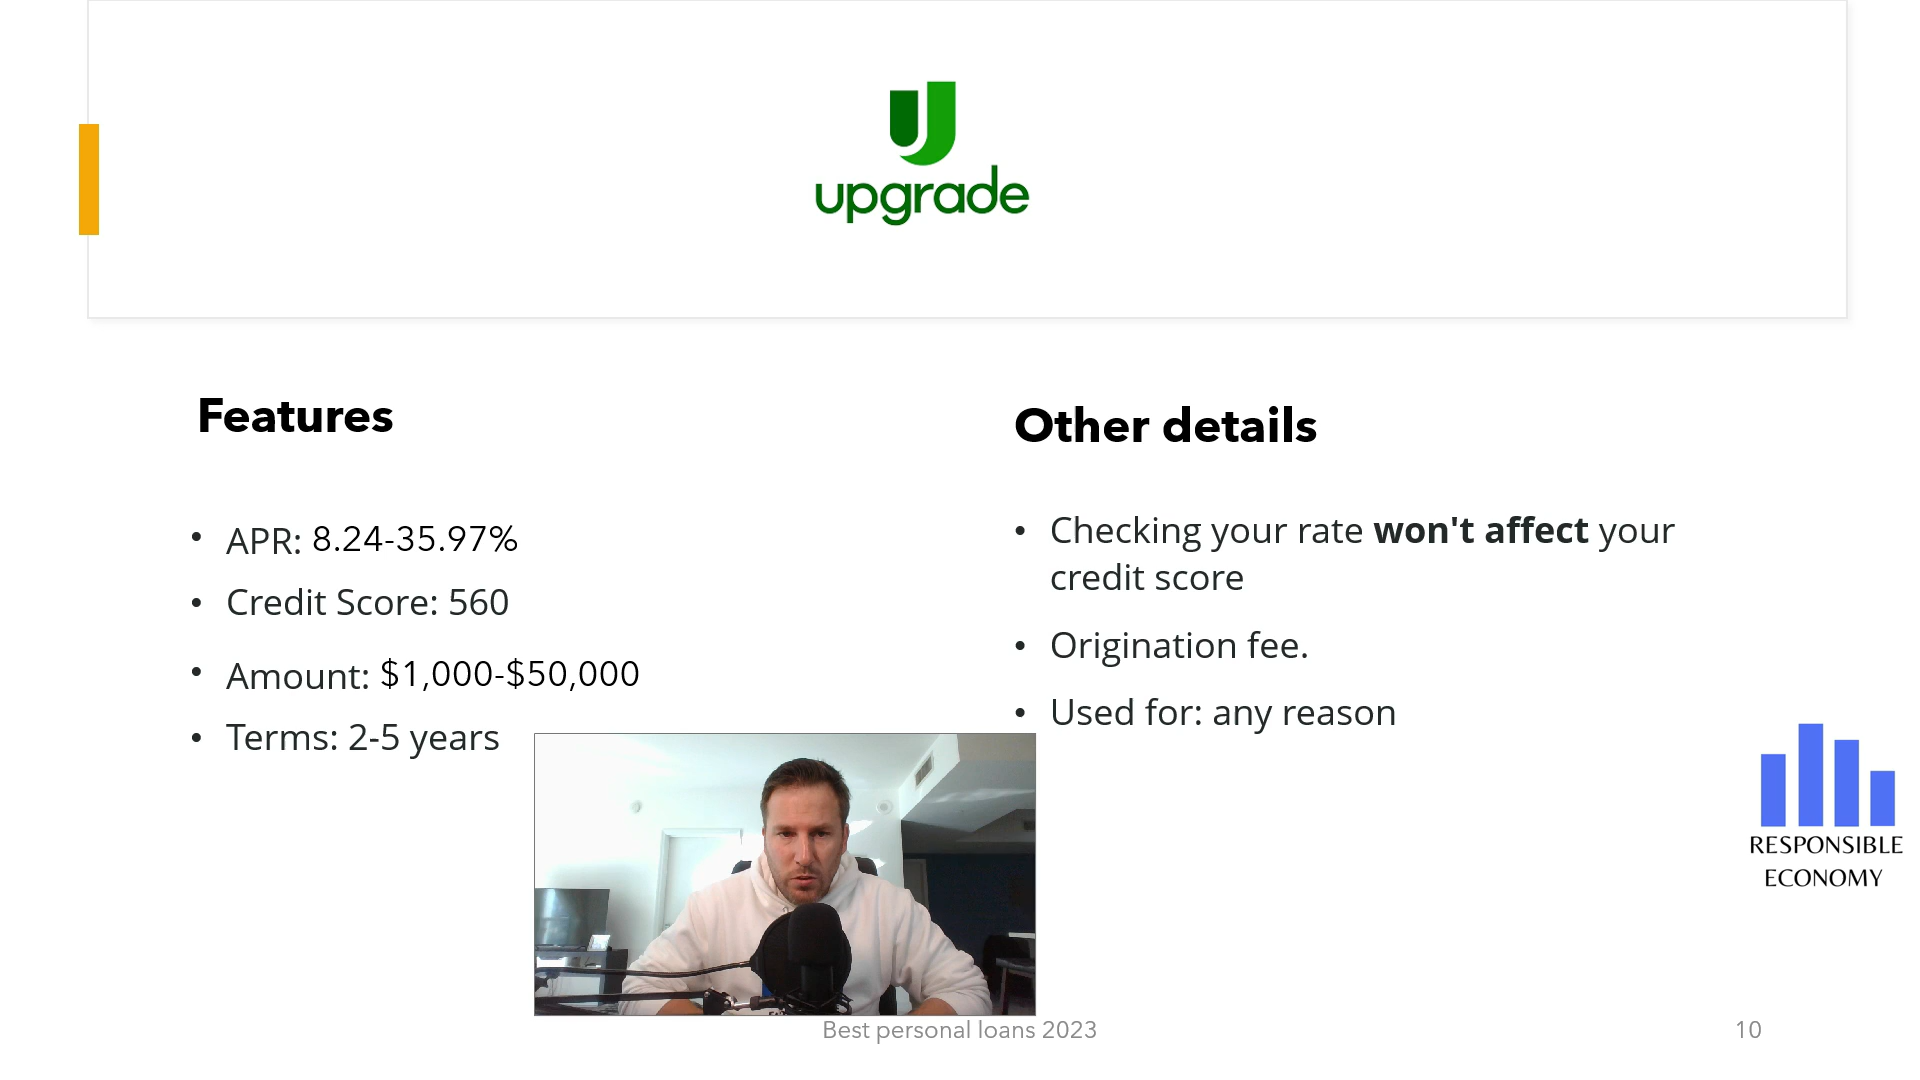 upgrade
Features
• APR: 8.24-35.97%
• Credit Score: 560
• Amount: $1,000-$50,000
• Terms: 2-5 years
Other details
• Checking your rate won't affect your
credit score
• Origination fee.
• Used for: any reason
RESPONSIBLE
ECONOMY
Best personal loans 2023
10